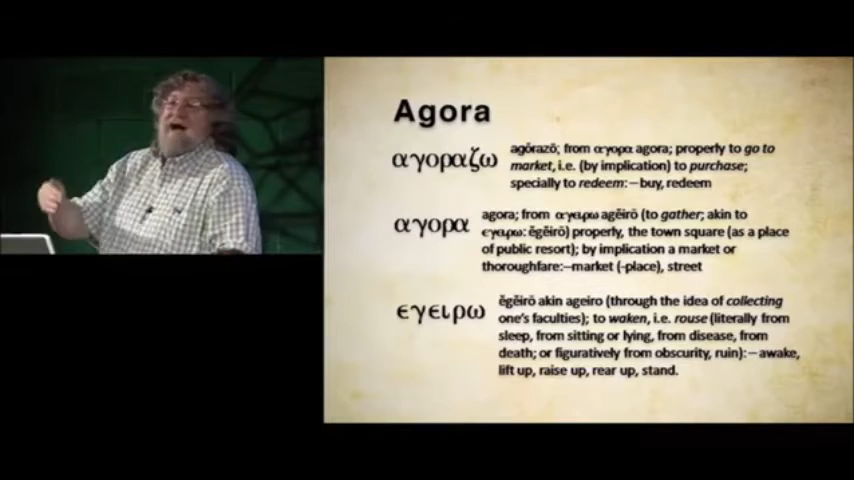 Agora
αγοραζω agŏrazō; from αγορα agora; properly to go to
market, i.e. (by implication) to purchase;
specially to redeem:—buy, redeem
αγορα agora; from αγειρω agĕirō (to gather; akin to
εγειρω: ĕgĕirō) properly, the town square (as a place
of public resort); by implication a market or
thoroughfare:—market (-place), street
εγειρω ĕgĕirō akin ageiro (through the idea of collecting
one's faculties); to waken, i.e. rouse (literally from
sleep, from sitting or lying, from disease, from
death; or figuratively from obscurity, ruin):—awake,
lift up, raise up, rear up, stand.